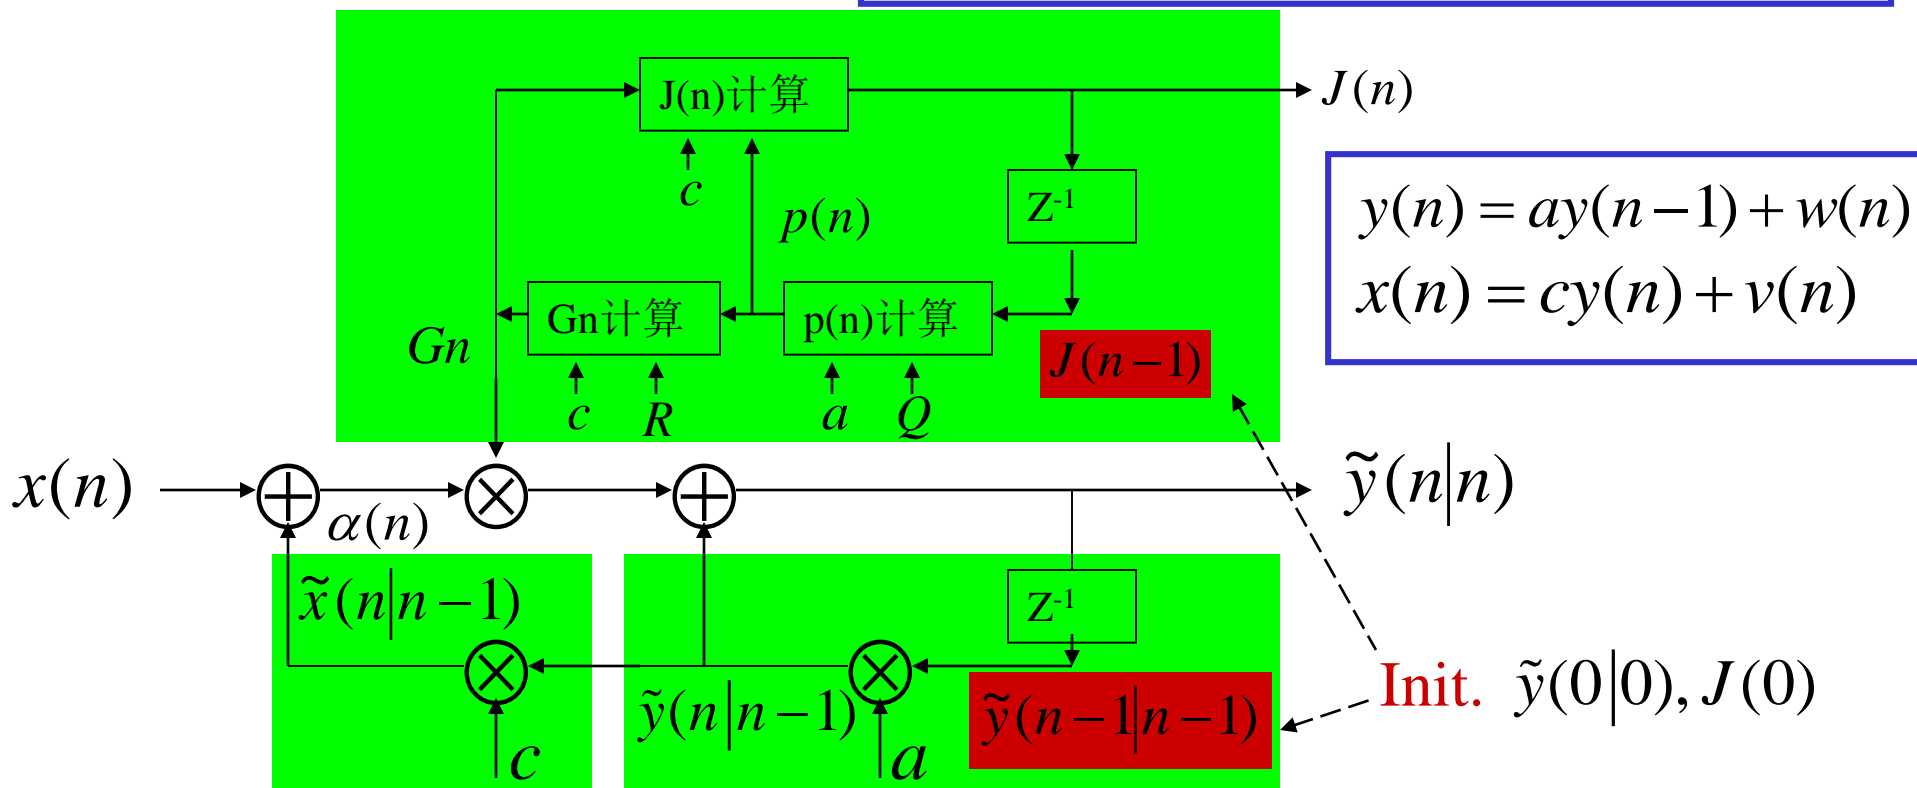 J(n)计算
J(n)
c
p(n)
Z⁻¹
y(n) = ay(n−1) + w(n)
x(n) = cy(n) + v(n)
Gn
Gn计算
p(n)计算
J(n−1)
c
R
a
Q
x(n)
α(n)
ỹ(n|n)
x̃(n|n−1)
Z⁻¹
ỹ(n|n−1)
ỹ(n−1|n−1)
Init. ỹ(0|0), J(0)
c
a